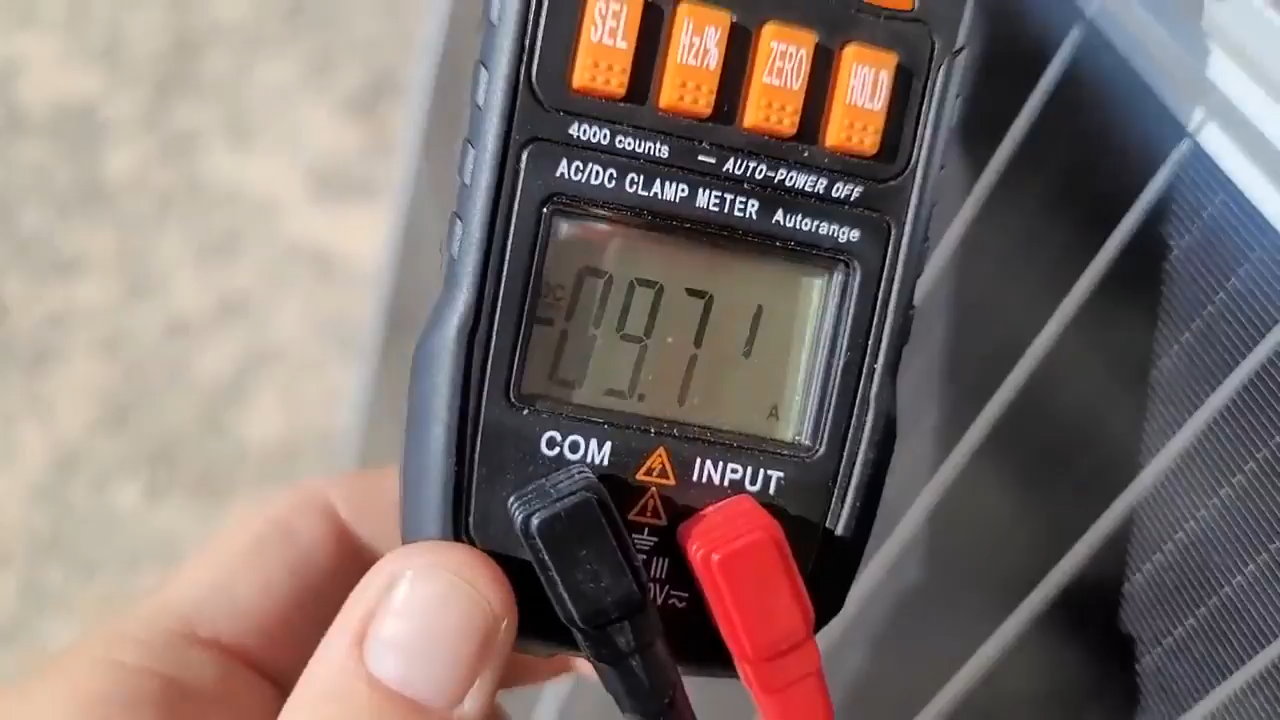 SEL Hz/% ZERO HOLD
4000 counts AUTO-POWER OFF
AC/DC CLAMP METER Autorange
DC
09.71
A
COM INPUT
III
V